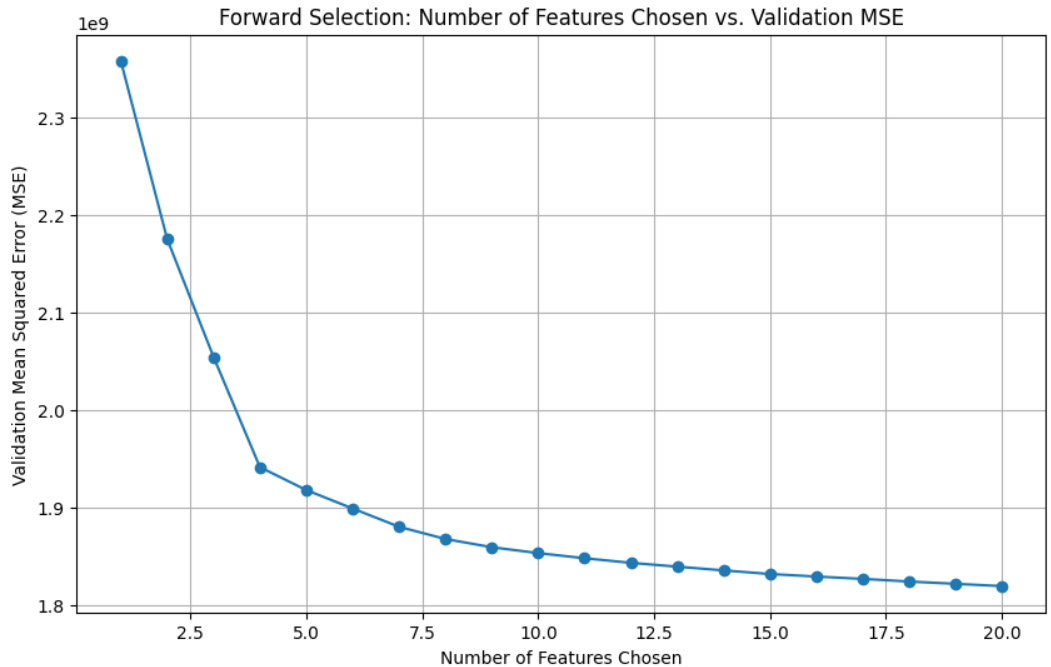 Forward Selection: Number of Features Chosen vs. Validation MSE
1e9
2.3
2.2
2.1
2.0
1.9
1.8
Validation Mean Squared Error (MSE)
2.5 5.0 7.5 10.0 12.5 15.0 17.5 20.0
Number of Features Chosen